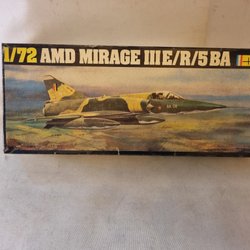 1/72 AMD MIRAGE III E/R/5 BA